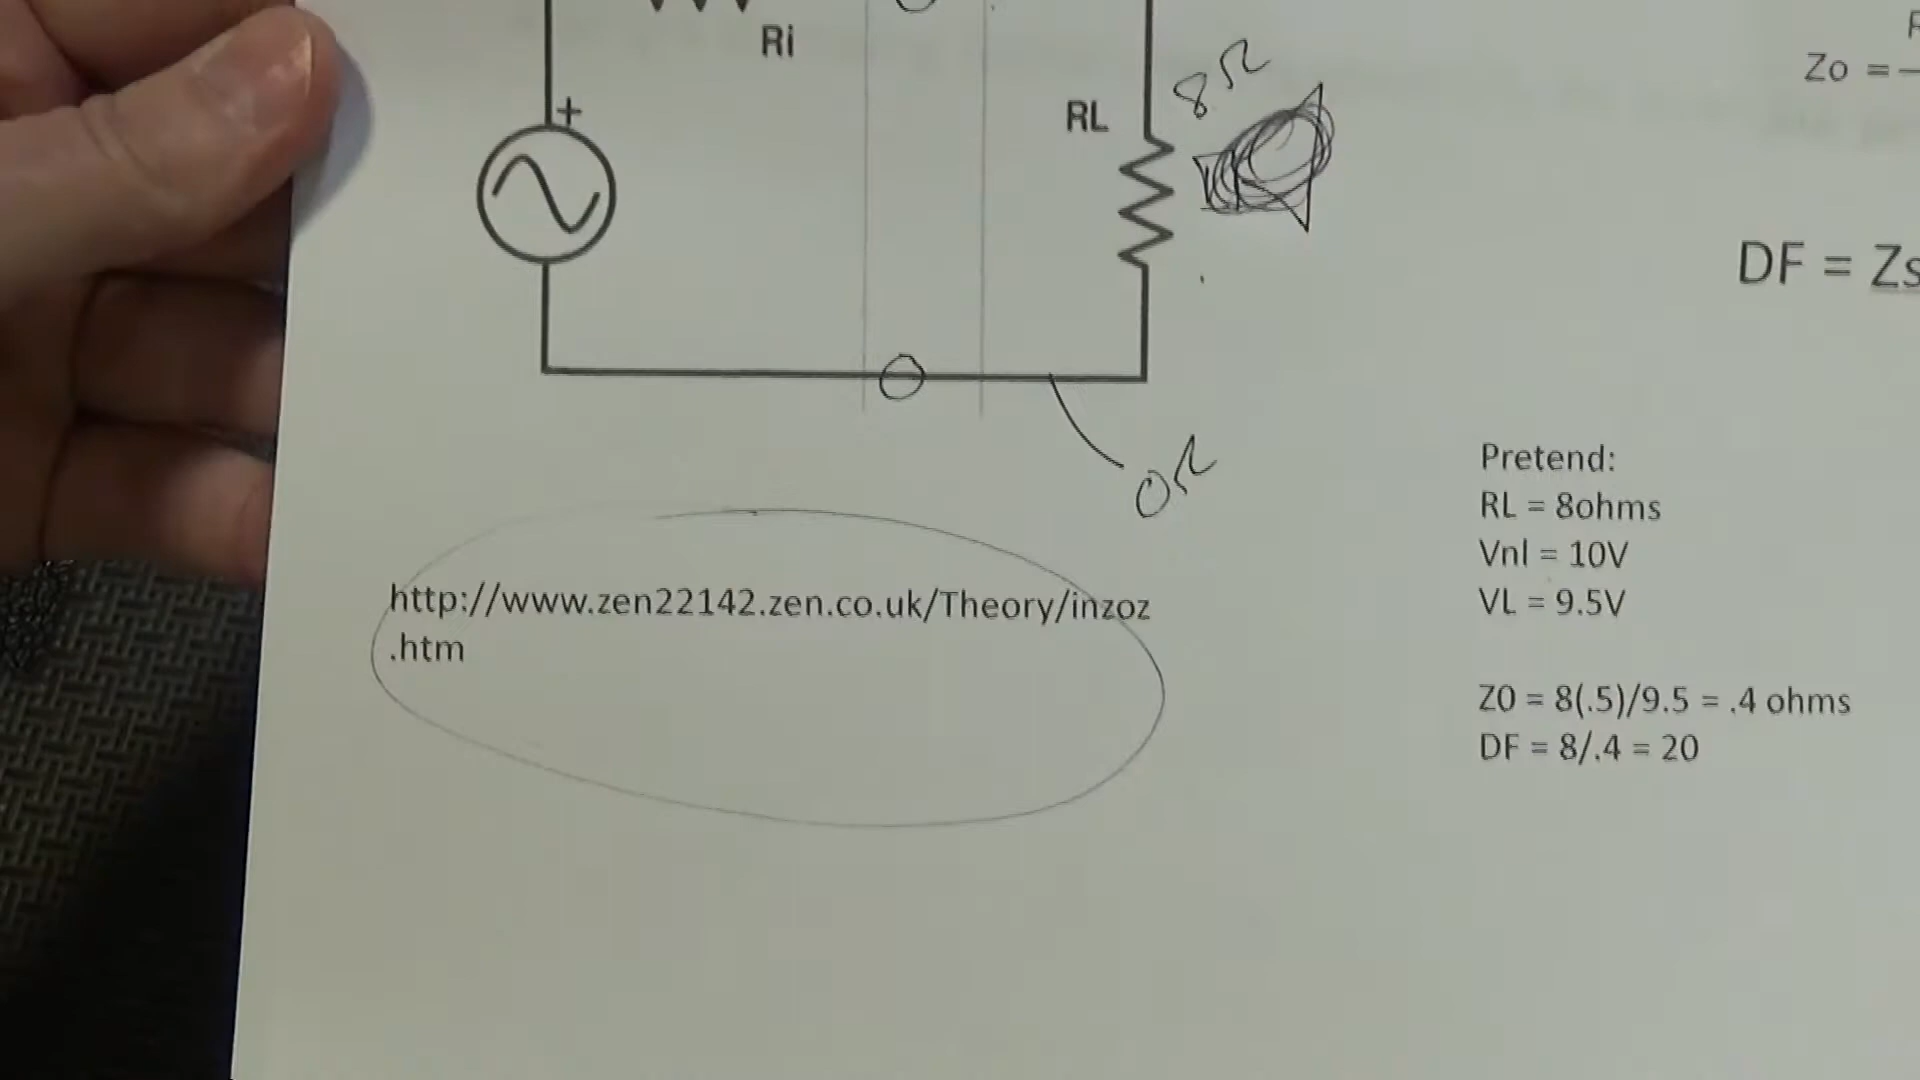 Ri
+
RL
8Ω
Zo =
DF = Zs
0Ω
http://www.zen22142.zen.co.uk/Theory/inzoz
.htm
Pretend:
RL = 8ohms
Vnl = 10V
VL = 9.5V
Z0 = 8(.5)/9.5 = .4 ohms
DF = 8/.4 = 20